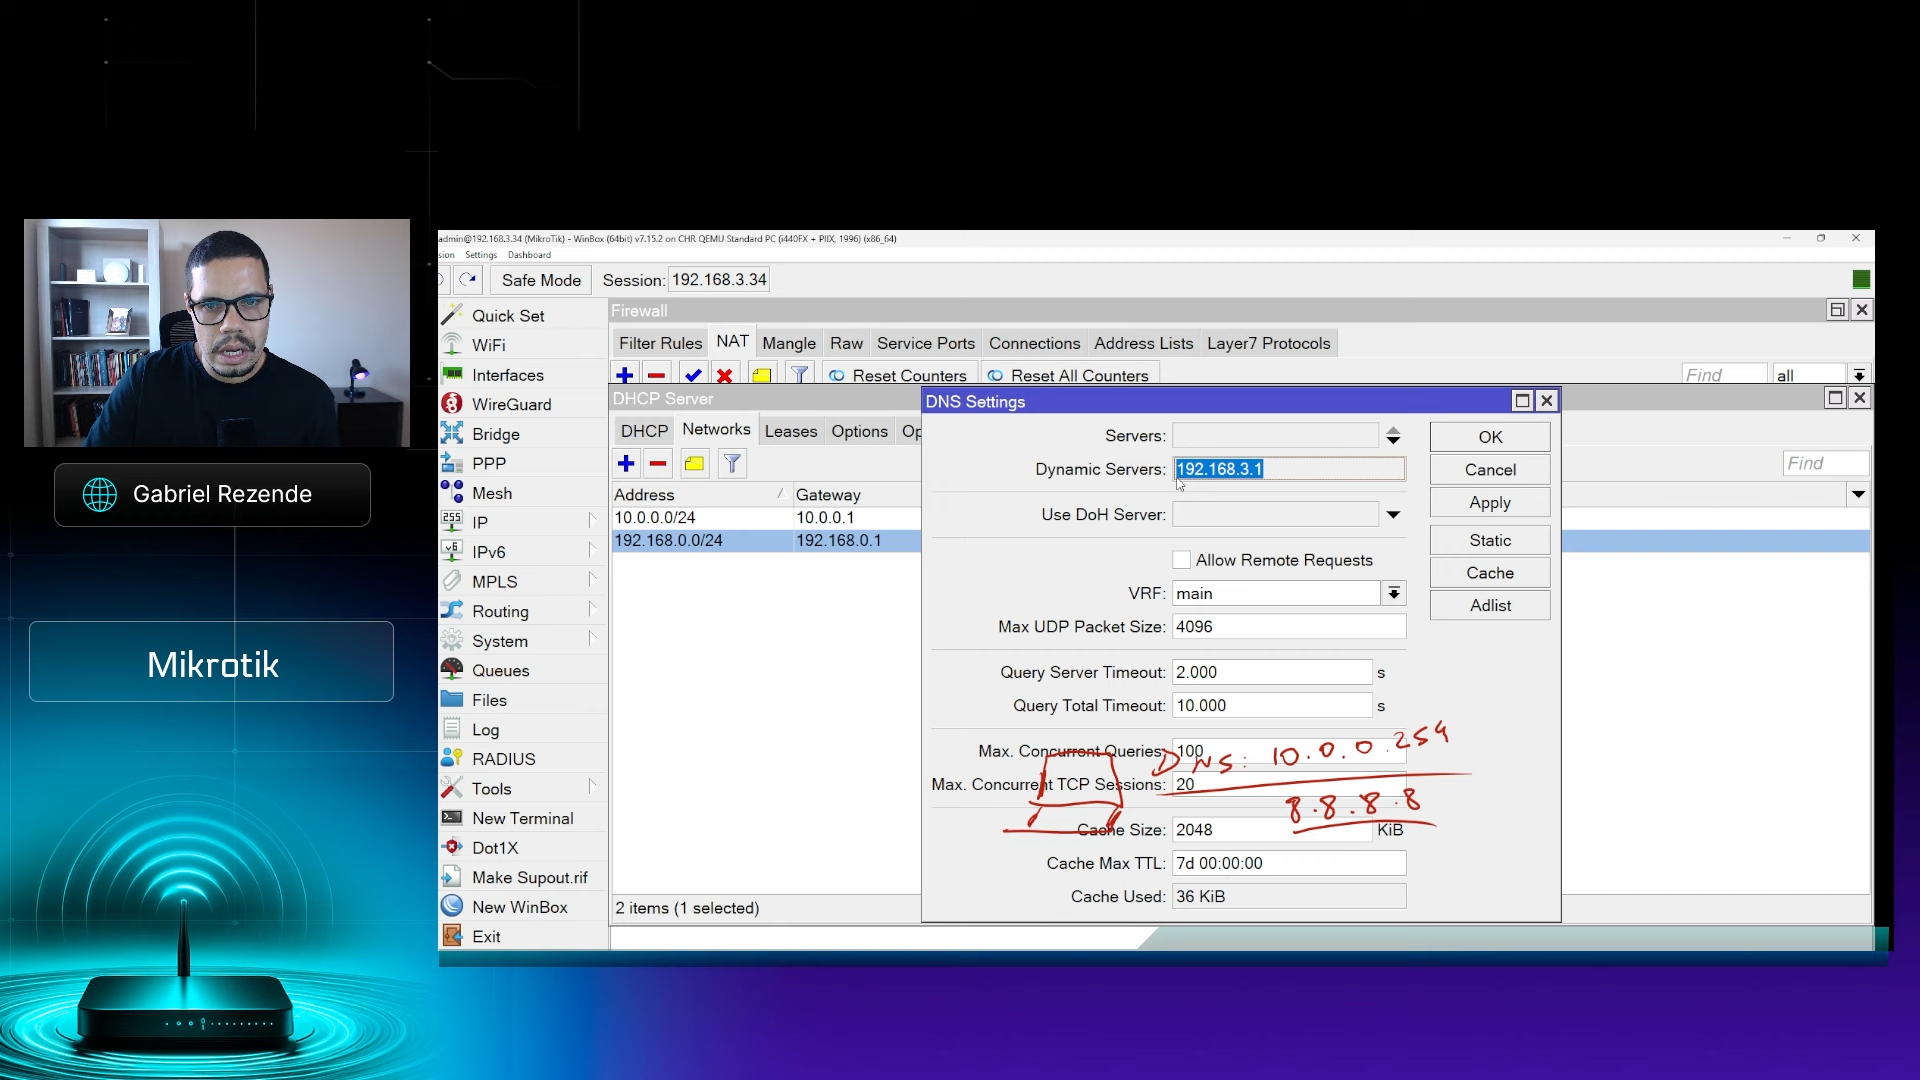 admin@192.168.3.34 (MikroTik) - WinBox (64bit) v7.15.2 on CHR QEMU Standard PC (i440FX + PIIX, 1996) (x86_64)
sion Settings Dashboard
Safe Mode Session: 192.168.3.34
Quick Set
WiFi
Interfaces
WireGuard
Bridge
PPP
Mesh
IP
IPv6
MPLS
Routing
System
Queues
Files
Log
RADIUS
Tools
New Terminal
Dot1X
Make Supout.rif
New WinBox
Exit
Firewall
Filter Rules NAT Mangle Raw Service Ports Connections Address Lists Layer7 Protocols
Reset Counters Reset All Counters Find all
DHCP Server
DHCP Networks Leases Options Op
Find
Address Gateway
10.0.0.0/24 10.0.0.1
192.168.0.0/24 192.168.0.1
2 items (1 selected)
DNS Settings
Servers:
Dynamic Servers: 192.168.3.1
Use DoH Server:
Allow Remote Requests
VRF: main
Max UDP Packet Size: 4096
Query Server Timeout: 2.000 s
Query Total Timeout: 10.000 s
Max. Concurrent Queries: 100
Max. Concurrent TCP Sessions: 20
Cache Size: 2048 KiB
Cache Max TTL: 7d 00:00:00
Cache Used: 36 KiB
OK
Cancel
Apply
Static
Cache
Adlist
DNS: 10.0.0.254
8.8.8.8
Gabriel Rezende
Mikrotik